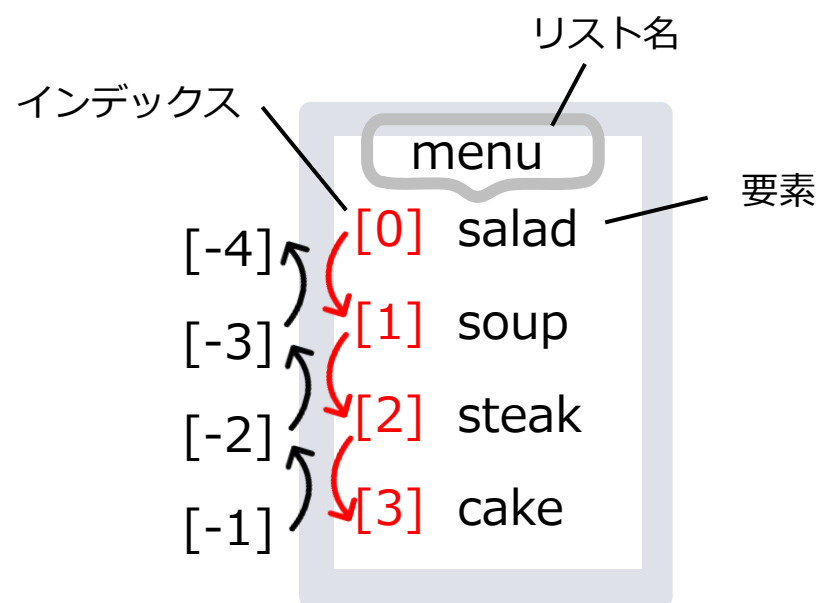 リスト名
インデックス
menu
要素
[-4] [0] salad
[-3] [1] soup
[-2] [2] steak
[-1] [3] cake